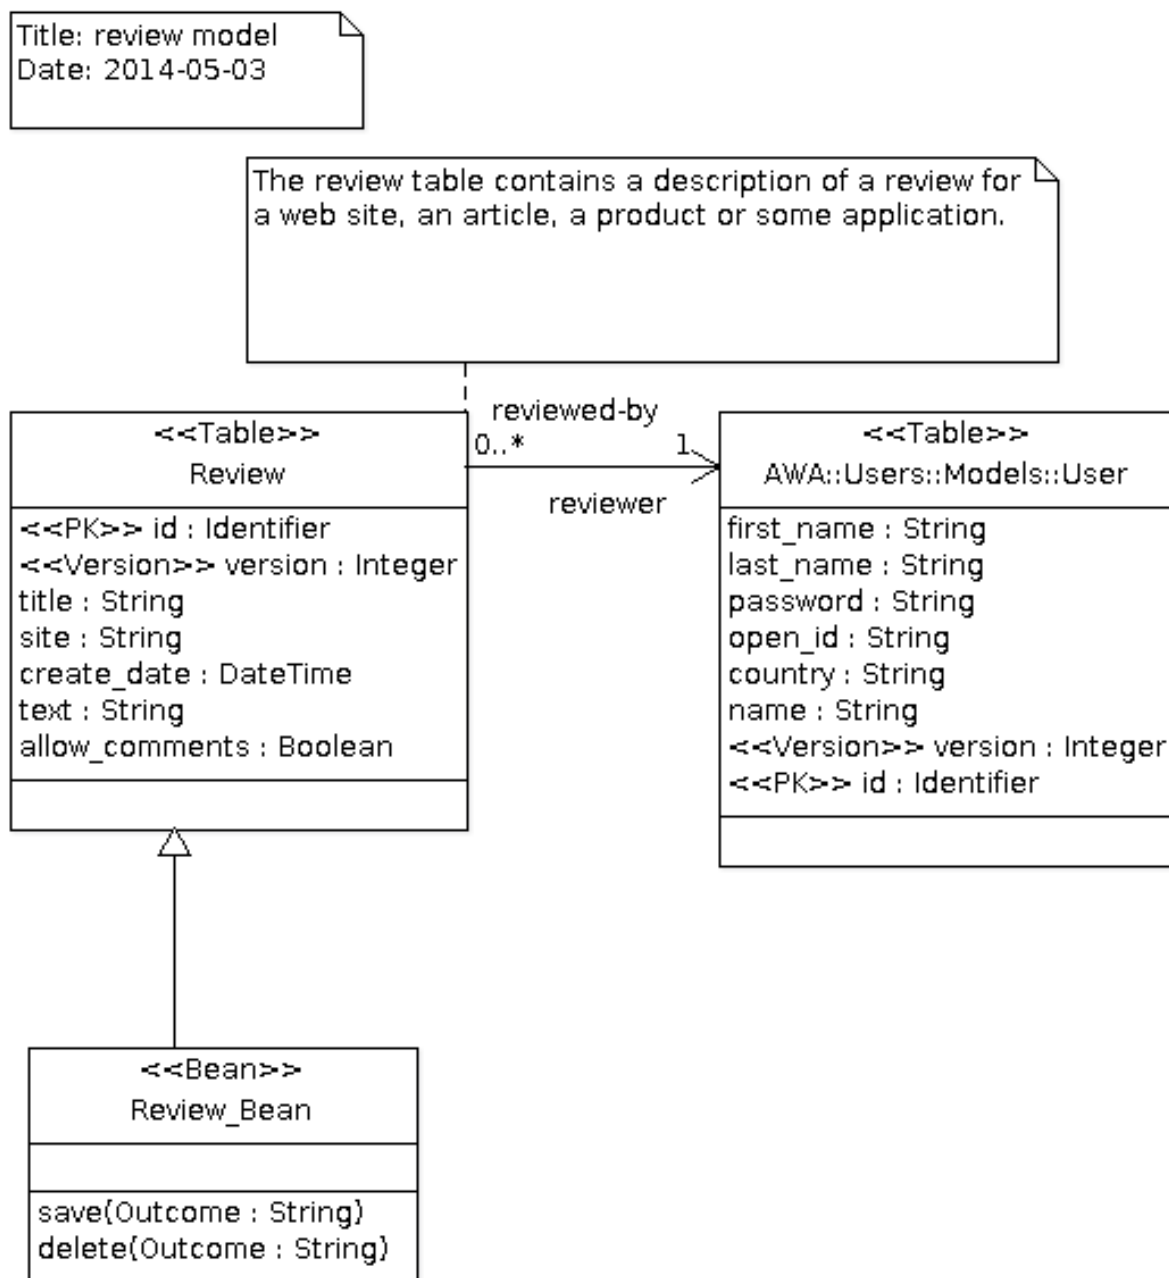 Title: review model
Date: 2014-05-03
The review table contains a description of a review for
a web site, an article, a product or some application.
reviewed-by
0..*
1
reviewer
<<Table>>
Review
<<PK>> id : Identifier
<<Version>> version : Integer
title : String
site : String
create_date : DateTime
text : String
allow_comments : Boolean
<<Table>>
AWA::Users::Models::User
first_name : String
last_name : String
password : String
open_id : String
country : String
name : String
<<Version>> version : Integer
<<PK>> id : Identifier
<<Bean>>
Review_Bean
save(Outcome : String)
delete(Outcome : String)